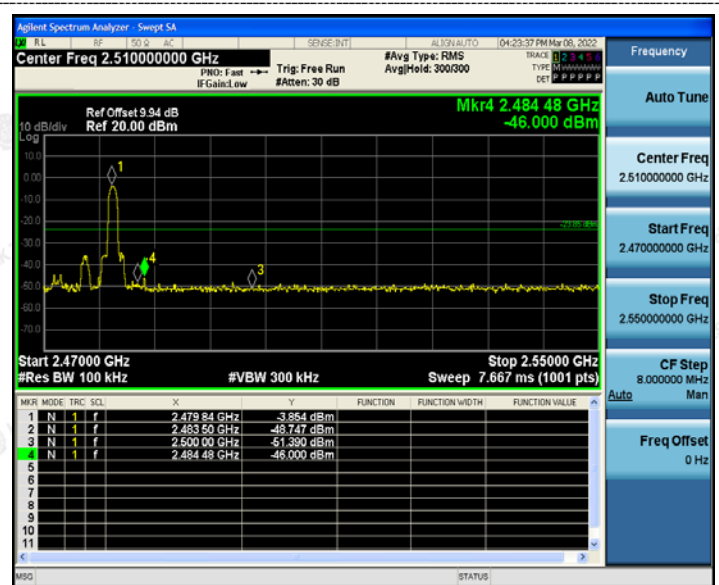 Agilent Spectrum Analyzer - Swept SA
RL RF 50 Ω AC SENSE:INT ALIGNAUTO 04:23:37 PM Mar 08, 2022
Center Freq 2.510000000 GHz
PNO: Fast
IFGain:Low
Trig: Free Run
#Atten: 30 dB
#Avg Type: RMS
Avg|Hold: 300/300
TRACE 1 2 3 4 5 6
TYPE M W W W W W
DET P P P P P P
Ref Offset 9.94 dB
Ref 20.00 dBm
10 dB/div
Log
Mkr4 2.484 48 GHz
-46.000 dBm
10.0
0.00
-10.0
-20.0
-30.0
-40.0
-50.0
-60.0
-70.0
1
4
3
-23.85 dBm
Start 2.47000 GHz
Stop 2.55000 GHz
#Res BW 100 kHz
#VBW 300 kHz
Sweep 7.667 ms (1001 pts)
MKR MODE TRC SCL X Y FUNCTION FUNCTION WIDTH FUNCTION VALUE
1 N 1 f 2.479 84 GHz -3.854 dBm
2 N 1 f 2.483 50 GHz -48.747 dBm
3 N 1 f 2.500 00 GHz -51.390 dBm
4 N 1 f 2.484 48 GHz -46.000 dBm
5
6
7
8
9
10
11
MSG
STATUS
Frequency
Auto Tune
Center Freq
2.510000000 GHz
Start Freq
2.470000000 GHz
Stop Freq
2.550000000 GHz
CF Step
8.000000 MHz
Auto Man
Freq Offset
0 Hz